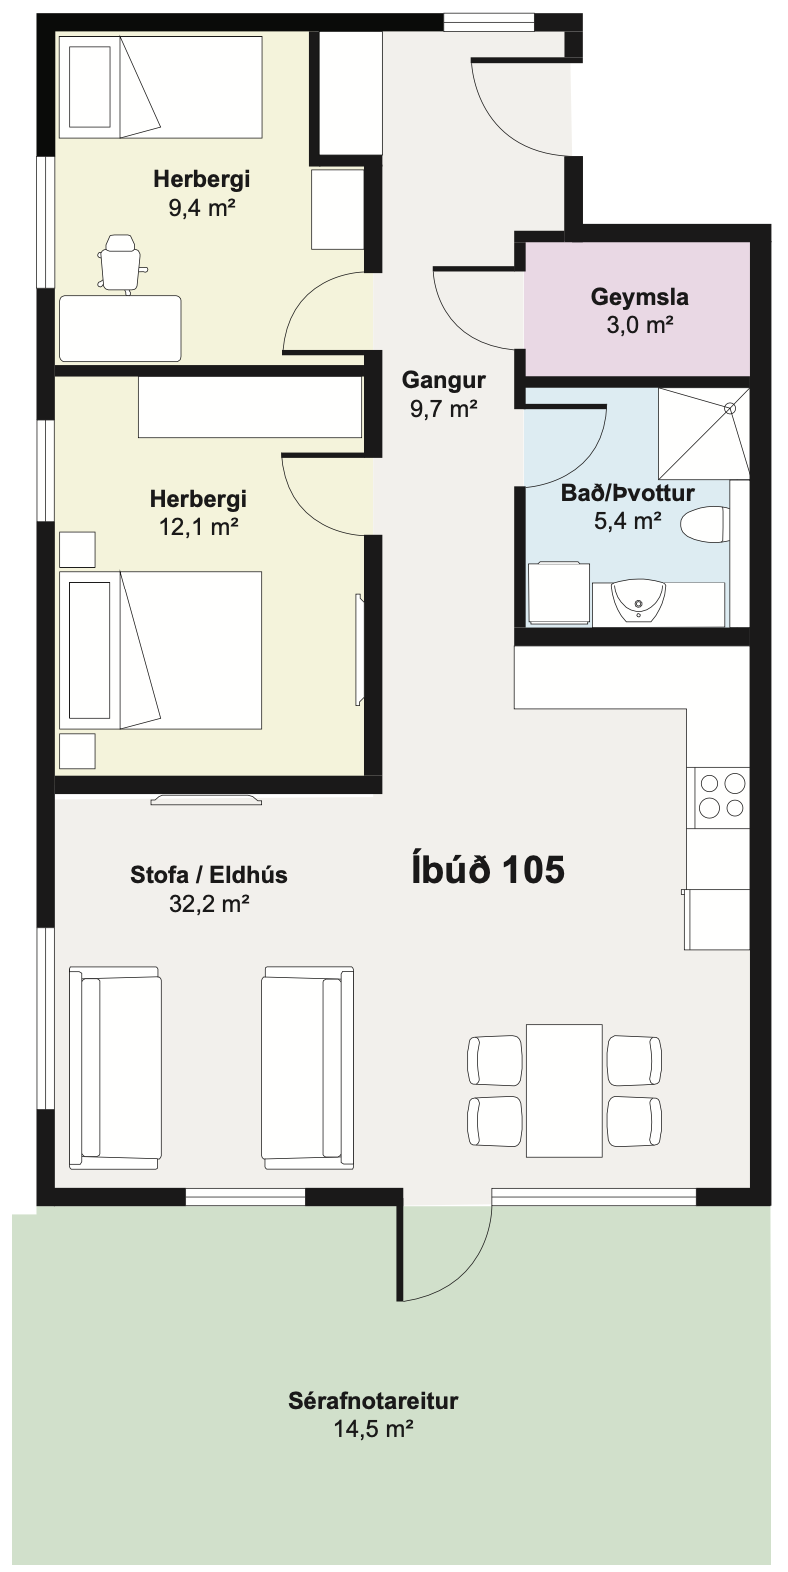 Herbergi
9,4 m²
Geymsla
3,0 m²
Gangur
9,7 m²
Herbergi
12,1 m²
Bað/Þvottur
5,4 m²
Íbúð 105
Stofa / Eldhús
32,2 m²
Sérafnotareitur
14,5 m²